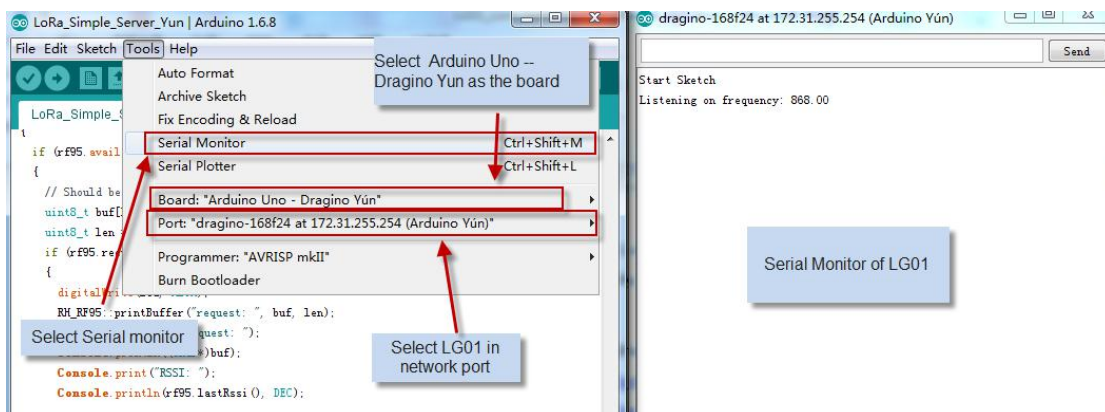 LoRa_Simple_Server_Yun | Arduino 1.6.8
File Edit Sketch Tools Help
Auto Format
Archive Sketch
Fix Encoding & Reload
Serial Monitor Ctrl+Shift+M
Serial Plotter Ctrl+Shift+L
Board: "Arduino Uno - Dragino Yún"
Port: "dragino-168f24 at 172.31.255.254 (Arduino Yún)"
Programmer: "AVRISP mkII"
Burn Bootloader
LoRa_Simple_S
if (rf95.avail
{
// Should be
uint8_t buf[
uint8_t len
if (rf95.re
{
RH_RF95::printBuffer("request: ", buf, len);
quest: ");
*)buf);
Console.print("RSSI: ");
Console.println(rf95.lastRssi(), DEC);
Select Arduino Uno --
Dragino Yun as the board
Select Serial monitor
Select LG01 in
network port
dragino-168f24 at 172.31.255.254 (Arduino Yún)
Send
Start Sketch
Listening on frequency: 868.00
Serial Monitor of LG01